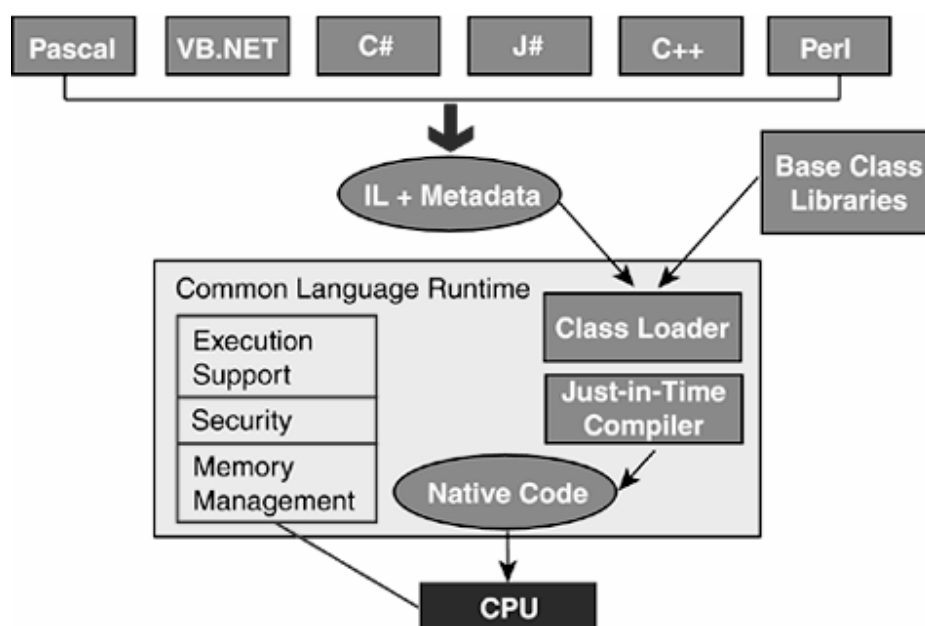 Pascal
VB.NET
C#
J#
C++
Perl
IL + Metadata
Base Class
Libraries
Common Language Runtime
Execution
Support
Security
Memory
Management
Class Loader
Just-in-Time
Compiler
Native Code
CPU